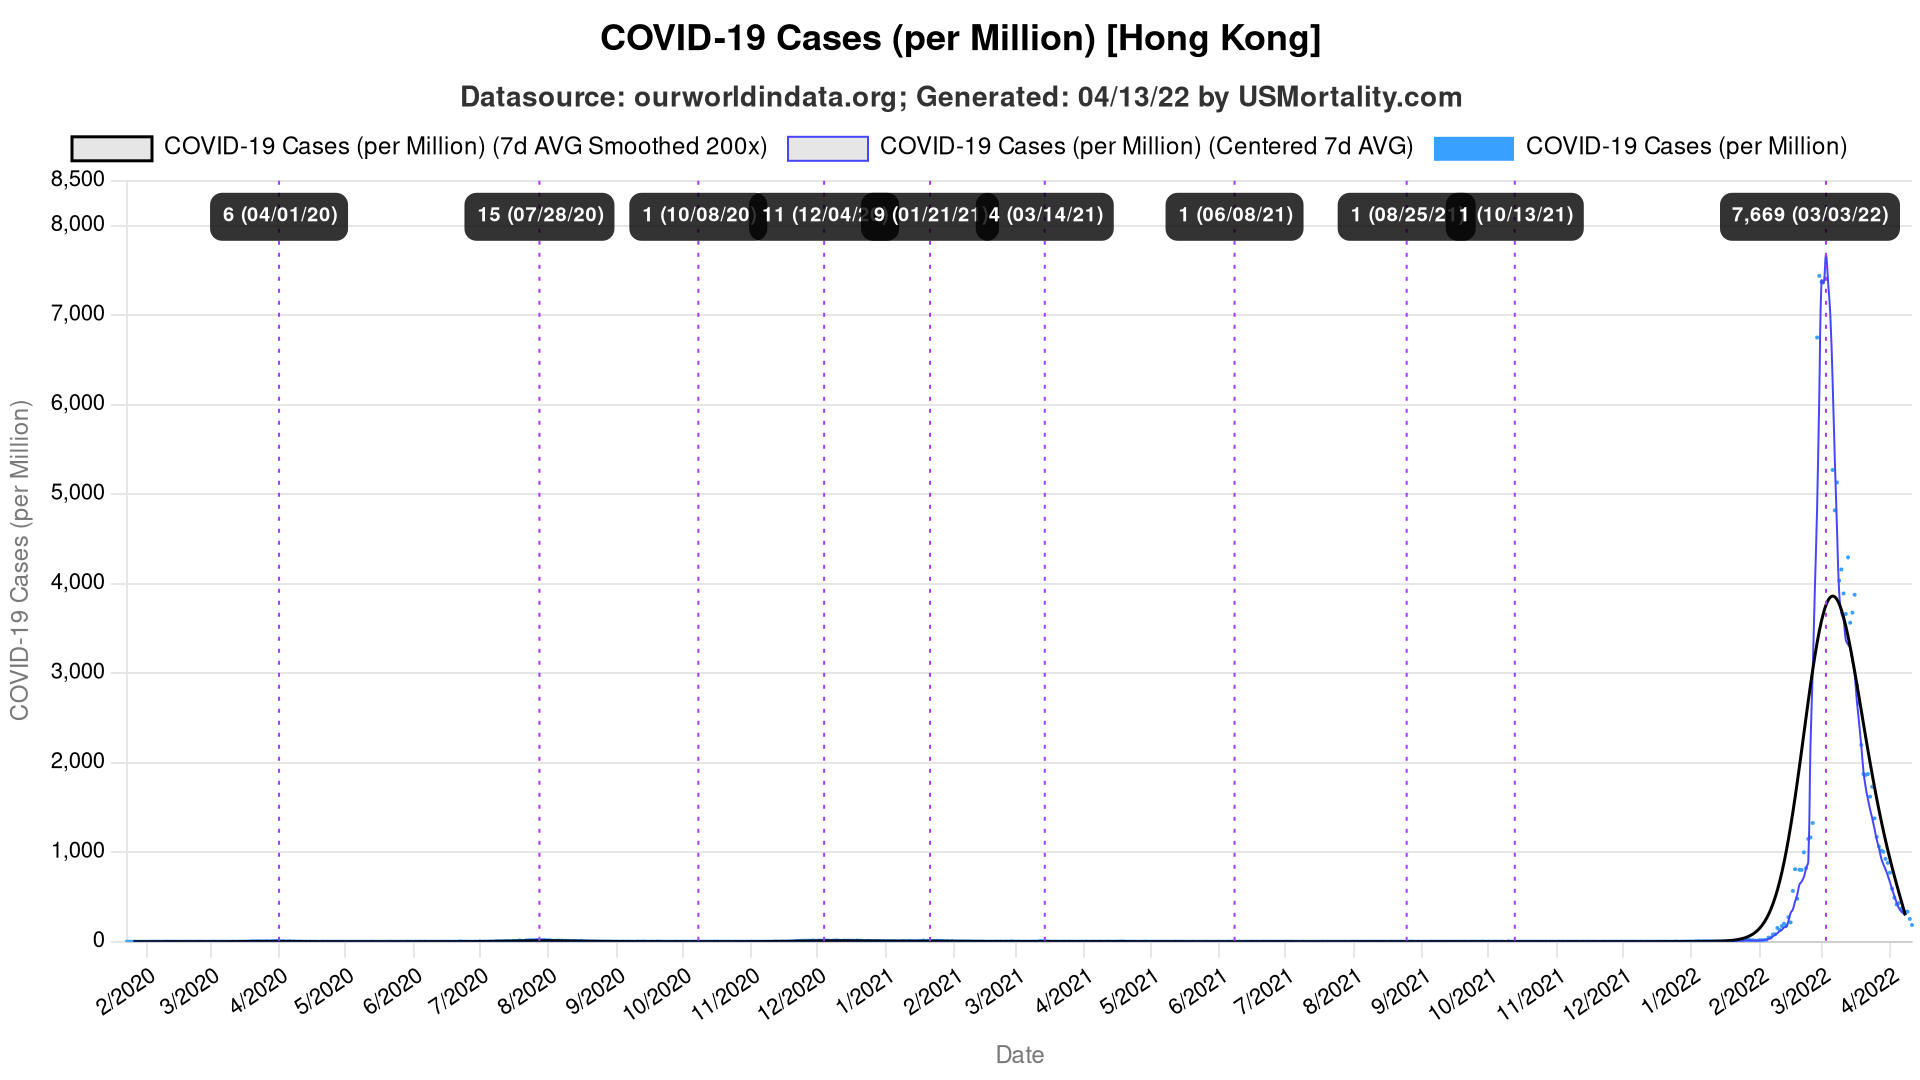 COVID-19 Cases (per Million) [Hong Kong]
Datasource: ourworldindata.org; Generated: 04/13/22 by USMortality.com
COVID-19 Cases (per Million) (7d AVG Smoothed 200x) COVID-19 Cases (per Million) (Centered 7d AVG) COVID-19 Cases (per Million)
8,500
6 (04/01/20) 15 (07/28/20) 1 (10/08/20) 11 (12/04/20) 9 (01/21/21) 4 (03/14/21) 1 (06/08/21) 1 (08/25/21) 1 (10/13/21) 7,669 (03/03/22)
8,000
7,000
6,000
5,000
4,000
3,000
2,000
1,000
0
COVID-19 Cases (per Million)
2/2020 3/2020 4/2020 5/2020 6/2020 7/2020 8/2020 9/2020 10/2020 11/2020 12/2020 1/2021 2/2021 3/2021 4/2021 5/2021 6/2021 7/2021 8/2021 9/2021 10/2021 11/2021 12/2021 1/2022 2/2022 3/2022 4/2022
Date